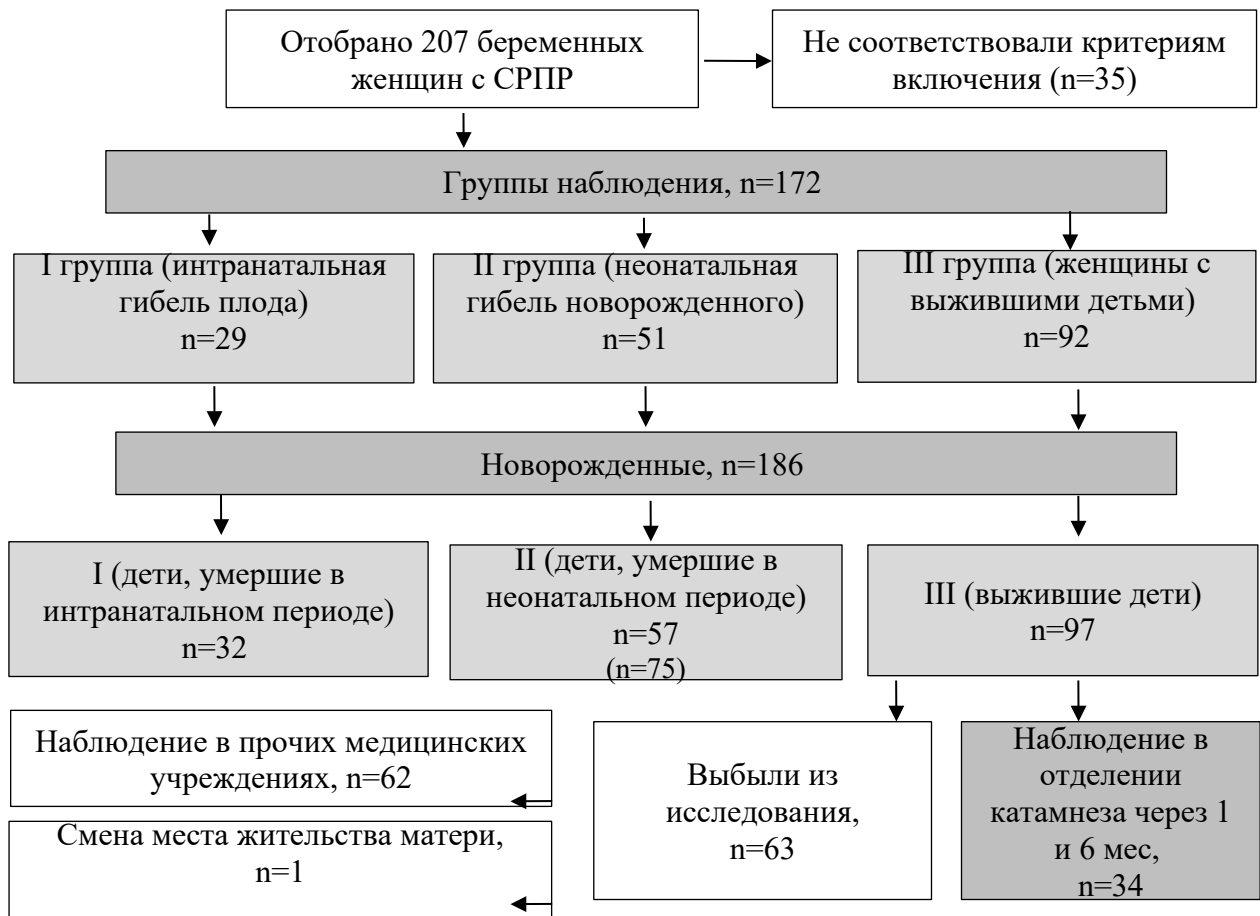 Отобрано 207 беременных
женщин с СРПР
Не соответствовали критериям
включения (n=35)
Группы наблюдения, n=172
I группа (интранатальная
гибель плода)
n=29
II группа (неонатальная
гибель новорожденного)
n=51
III группа (женщины с
выжившими детьми)
n=92
Новорожденные, n=186
I (дети, умершие в
интранатальном периоде)
n=32
II (дети, умершие в
неонатальном периоде)
n=57
(n=75)
III (выжившие дети)
n=97
Наблюдение в прочих медицинских
учреждениях, n=62
Смена места жительства матери,
n=1
Выбыли из
исследования,
n=63
Наблюдение в
отделении
катамнеза через 1
и 6 мес,
n=34